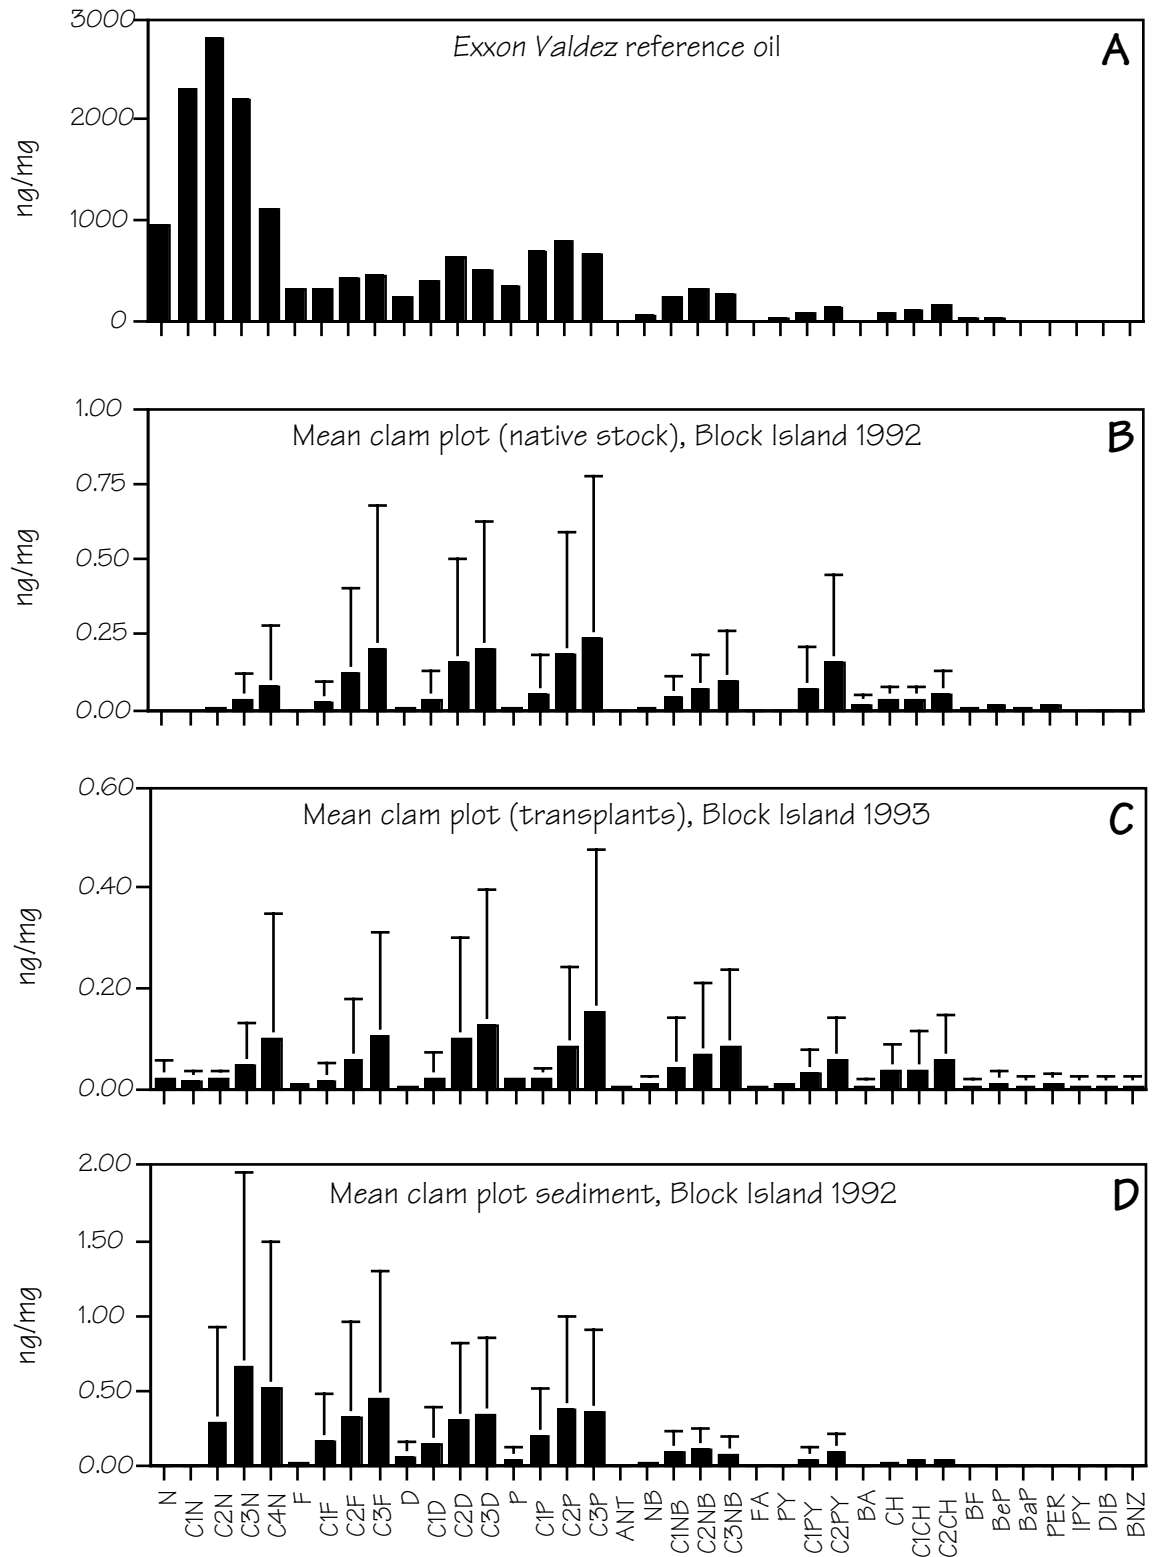 3000
Exxon Valdez reference oil
A
2000
ng/mg
1000
0
1.00
Mean clam plot (native stock), Block Island 1992
B
0.75
ng/mg
0.50
0.25
0.00
0.60
Mean clam plot (transplants), Block Island 1993
C
0.40
ng/mg
0.20
0.00
2.00
Mean clam plot sediment, Block Island 1992
D
1.50
ng/mg
1.00
0.50
0.00
N
C1N
C2N
C3N
C4N
F
C1F
C2F
C3F
D
C1D
C2D
C3D
P
C1P
C2P
C3P
ANT
NB
C1NB
C2NB
C3NB
FA
PY
C1PY
C2PY
BA
CH
C1CH
C2CH
BF
BeP
BaP
PER
IPY
DIB
BNZ